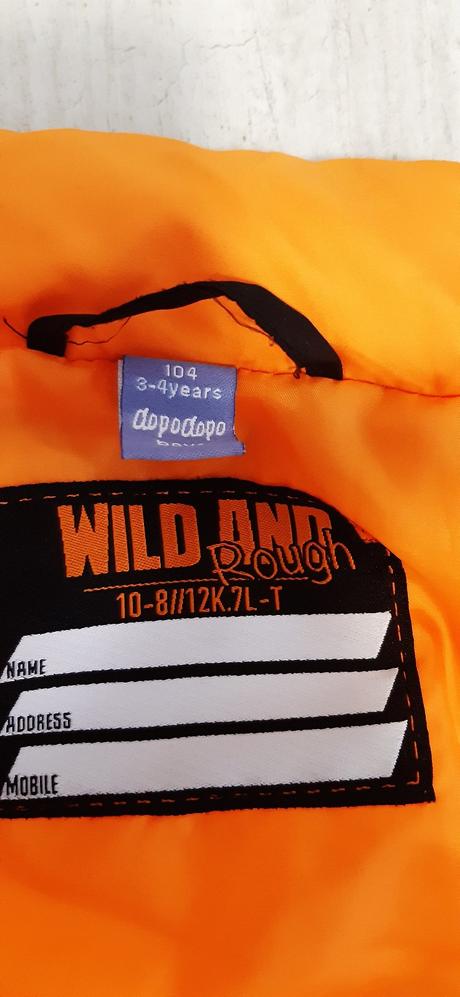 104
3-4years
dopodopo
WILD AND
Rough
10-8//12K.7L-T
NAME
ADDRESS
MOBILE